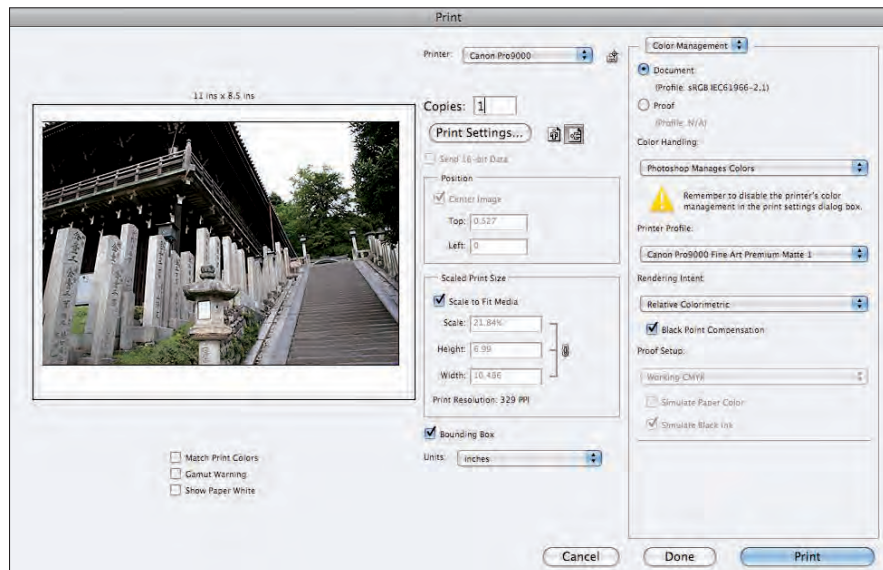 Print
11 ins x 8.5 ins
Match Print Colors
Gamut Warning
Show Paper White
Printer: Canon Pro9000
Copies: 1
Print Settings...
Send 16-bit Data
Position
Center Image
Top: 0.527
Left: 0
Scaled Print Size
Scale to Fit Media
Scale: 21.84%
Height: 6.99
Width: 10.486
Print Resolution: 329 PPI
Bounding Box
Units: inches
Color Management
Document
(Profile: sRGB IEC61966-2.1)
Proof
(Profile: N/A)
Color Handling:
Photoshop Manages Colors
Remember to disable the printer's color
management in the print settings dialog box.
Printer Profile:
Canon Pro9000 Fine Art Premium Matte 1
Rendering Intent:
Relative Colorimetric
Black Point Compensation
Proof Setup:
Working CMYK
Simulate Paper Color
Simulate Black Ink
Cancel
Done
Print